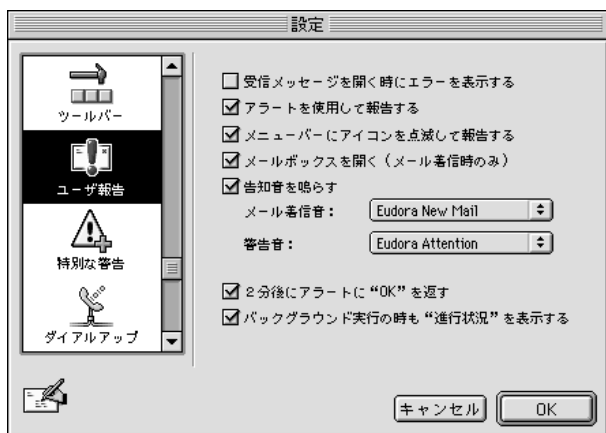 設定
ツールバー
ユーザ報告
特別な警告
ダイアルアップ
受信メッセージを開く時にエラーを表示する
アラートを使用して報告する
メニューバーにアイコンを点滅して報告する
メールボックスを開く（メール着信時のみ）
告知音を鳴らす
メール着信音： Eudora New Mail
警告音： Eudora Attention
2分後にアラートに“OK”を返す
バックグラウンド実行の時も“進行状況”を表示する
キャンセル OK